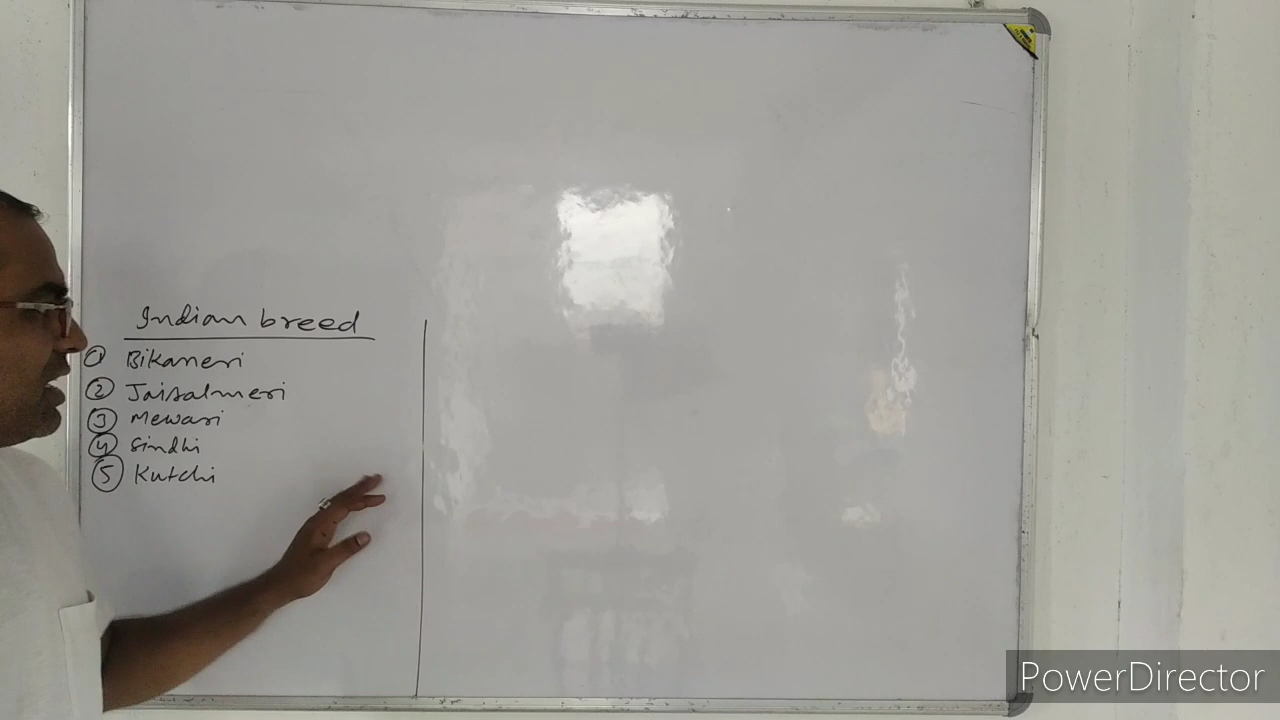 Indian breed
① Bikaneri
② Jaisalmeri
③ Mewari
④ Sindhi
⑤ Kutchi
PowerDirector